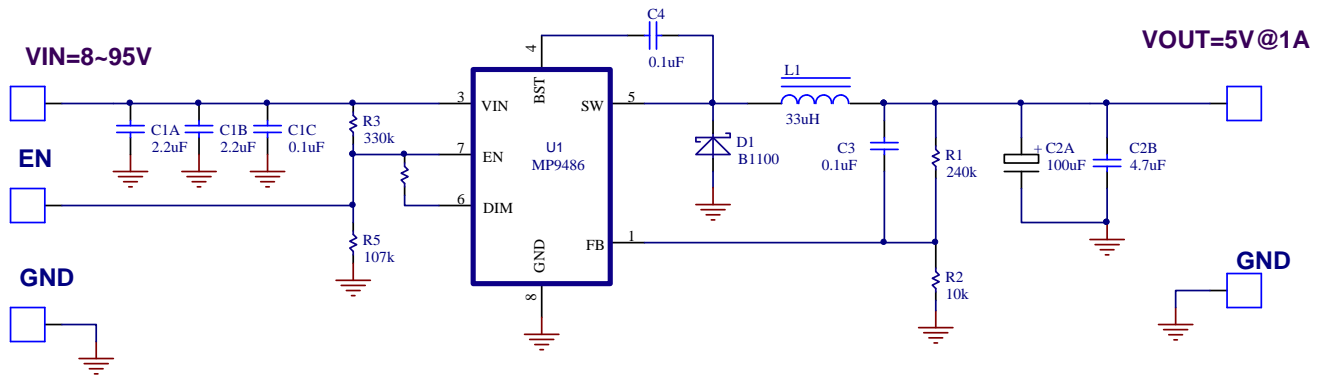 VIN=8~95V
VOUT=5V@1A
EN
GND
GND
C4
0.1uF
4
BST
3
VIN
SW
5
L1
33uH
C1A
2.2uF
C1B
2.2uF
C1C
0.1uF
R3
330k
7
EN
U1
MP9486
D1
B1100
C3
0.1uF
R1
240k
+
C2A
100uF
C2B
4.7uF
6
DIM
R5
107k
FB
1
GND
8
R2
10k